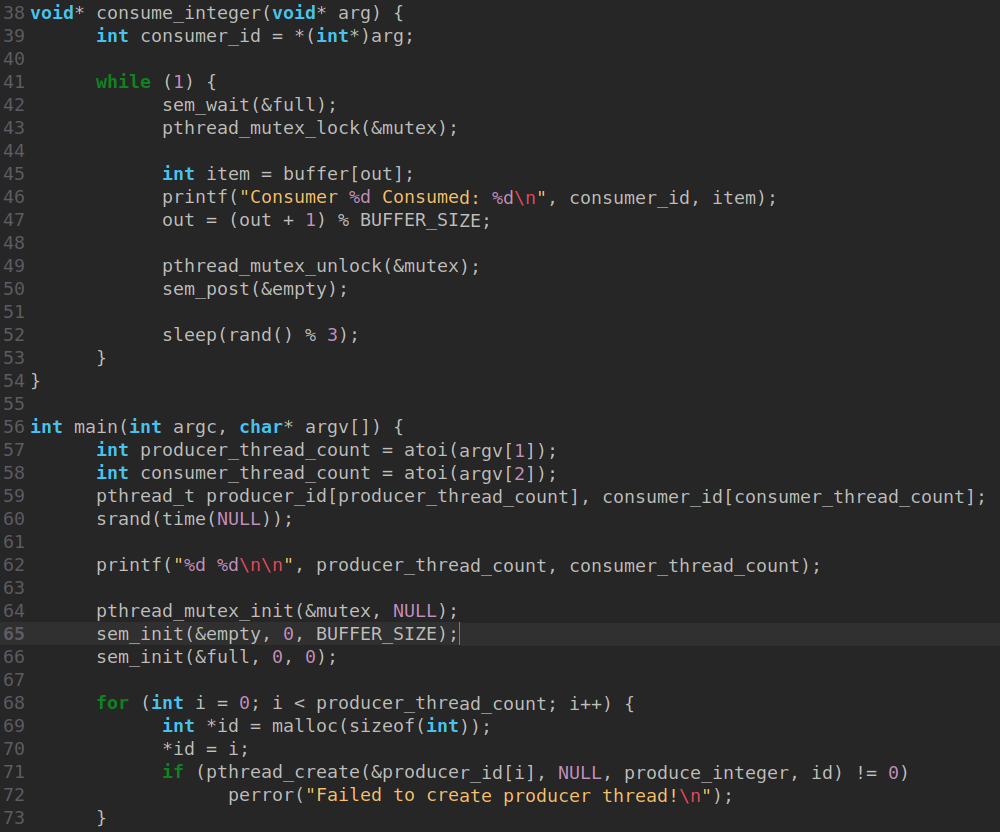 38 void* consume_integer(void* arg) {
39 int consumer_id = *(int*)arg;
40
41 while (1) {
42 sem_wait(&full);
43 pthread_mutex_lock(&mutex);
44
45 int item = buffer[out];
46 printf("Consumer %d Consumed: %d\n", consumer_id, item);
47 out = (out + 1) % BUFFER_SIZE;
48
49 pthread_mutex_unlock(&mutex);
50 sem_post(&empty);
51
52 sleep(rand() % 3);
53 }
54 }
55
56 int main(int argc, char* argv[]) {
57 int producer_thread_count = atoi(argv[1]);
58 int consumer_thread_count = atoi(argv[2]);
59 pthread_t producer_id[producer_thread_count], consumer_id[consumer_thread_count];
60 srand(time(NULL));
61
62 printf("%d %d\n\n", producer_thread_count, consumer_thread_count);
63
64 pthread_mutex_init(&mutex, NULL);
65 sem_init(&empty, 0, BUFFER_SIZE);
66 sem_init(&full, 0, 0);
67
68 for (int i = 0; i < producer_thread_count; i++) {
69 int *id = malloc(sizeof(int));
70 *id = i;
71 if (pthread_create(&producer_id[i], NULL, produce_integer, id) != 0)
72 perror("Failed to create producer thread!\n");
73 }